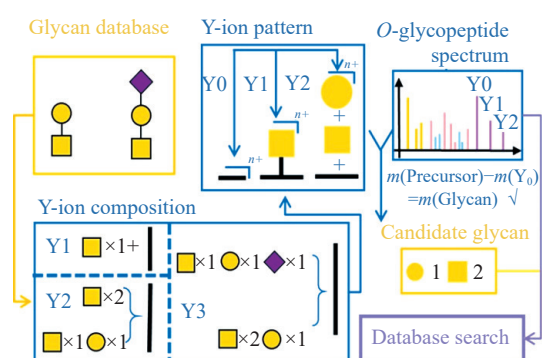 Glycan database
Y-ion pattern
O-glycopeptide
spectrum
Y0 Y1 Y2
n+
n+
n+
+
+
Y0
Y1
Y2
m(Precursor)−m(Y₀)
=m(Glycan) √
Y-ion composition
Y1 ×1+
Y2 ×2
×1 ×1
×1 ×1 ×1
Y3
×2 ×1
Candidate glycan
1 2
Database search